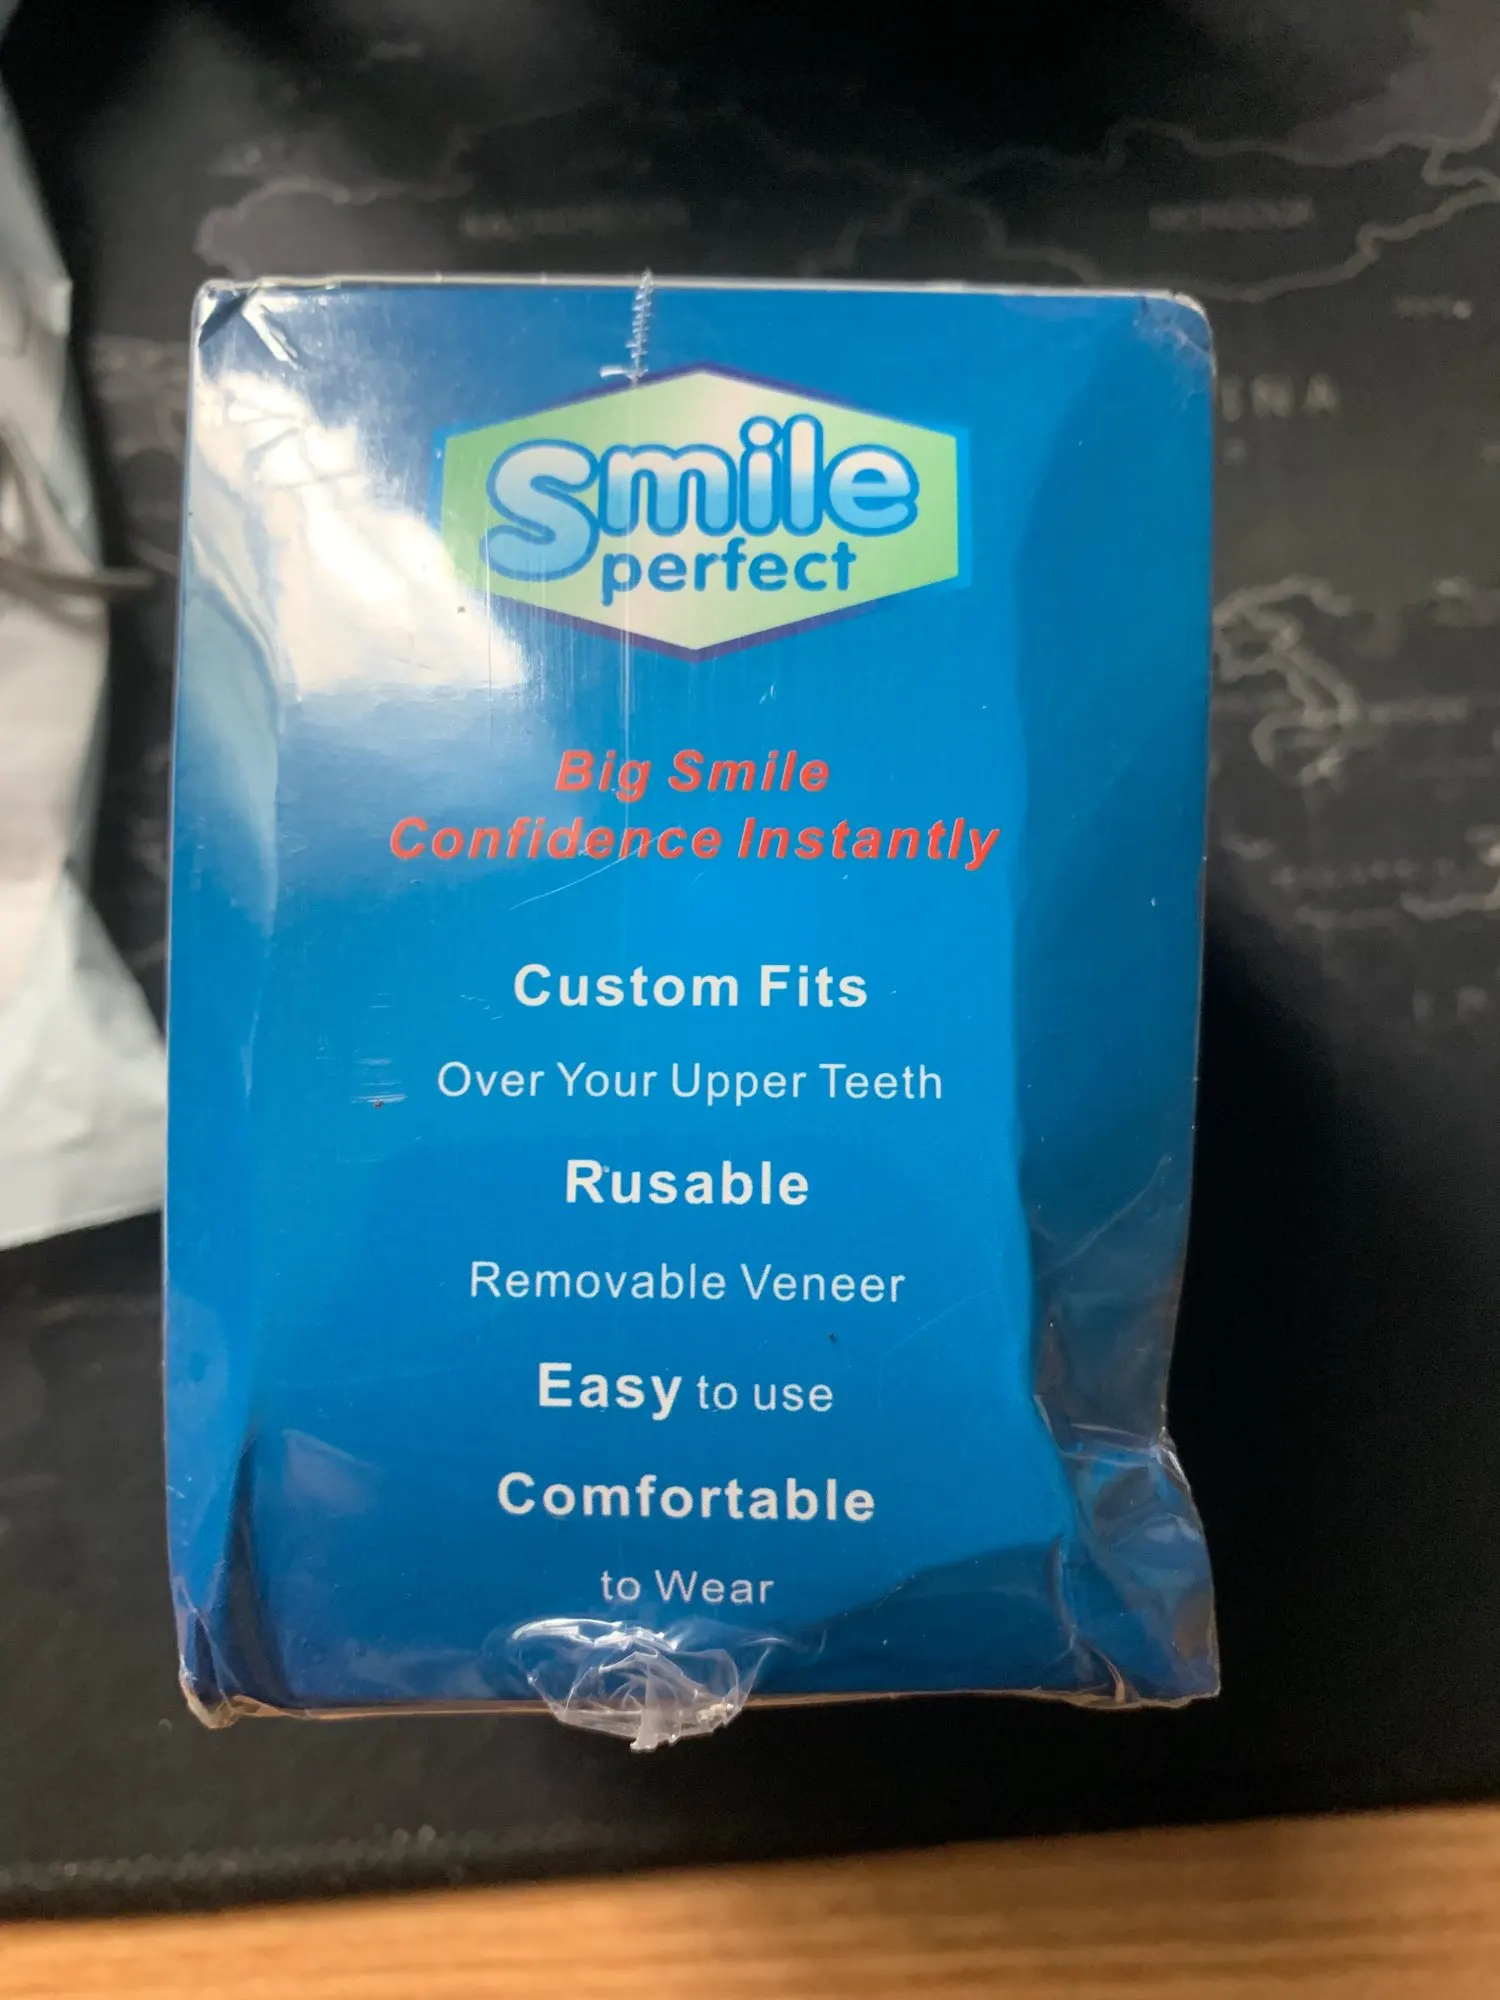 Smile
perfect
Big Smile
Confidence Instantly
Custom Fits
Over Your Upper Teeth
Rusable
Removable Veneer
Easy to use
Comfortable
to Wear